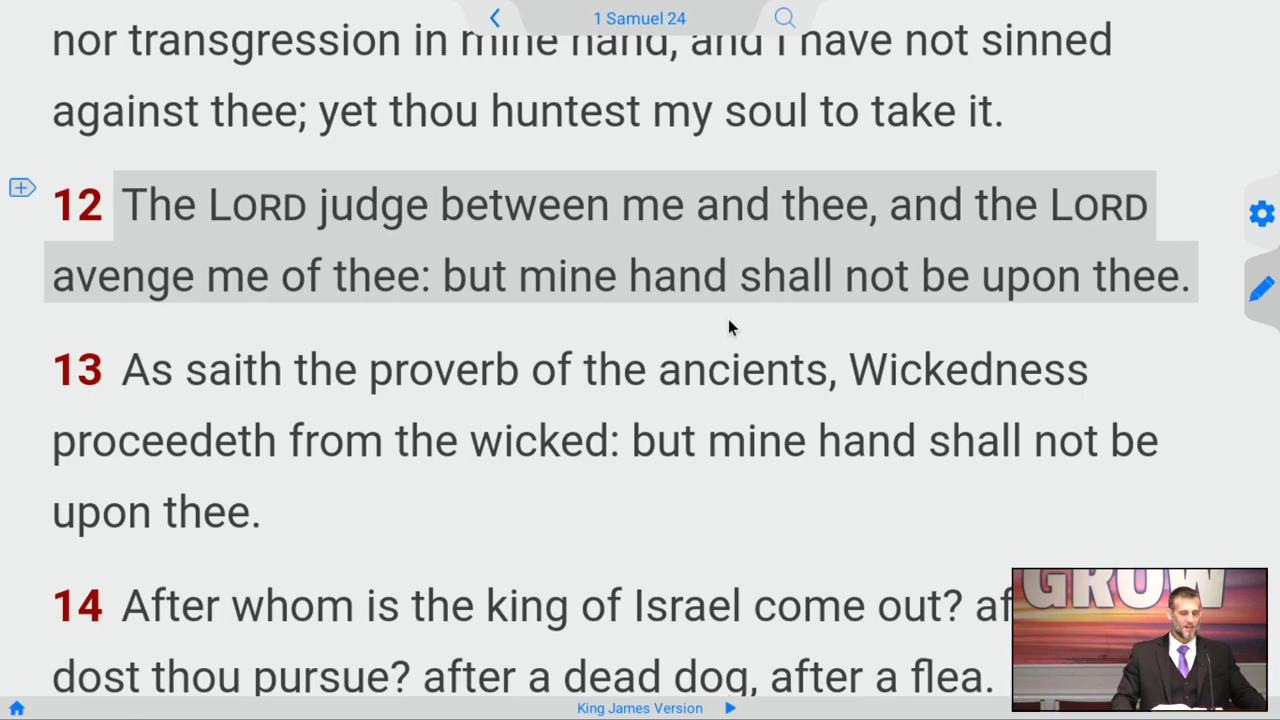 1 Samuel 24
nor transgression in mine hand, and I have not sinned
against thee; yet thou huntest my soul to take it.
12 The LORD judge between me and thee, and the LORD
avenge me of thee: but mine hand shall not be upon thee.
13 As saith the proverb of the ancients, Wickedness
proceedeth from the wicked: but mine hand shall not be
upon thee.
14 After whom is the king of Israel come out? af
dost thou pursue? after a dead dog, after a flea.
GROW
King James Version